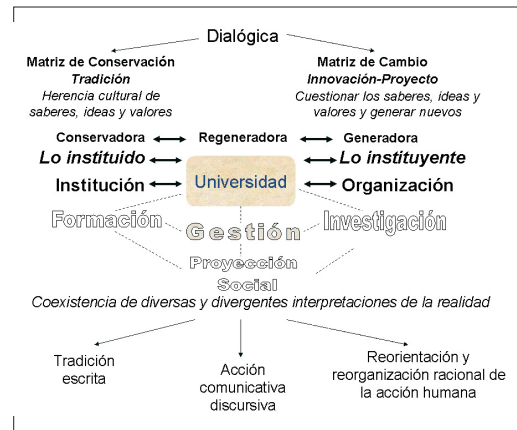 Dialógica
Matriz de Conservación
Tradición
Herencia cultural de
saberes, ideas y valores
Matriz de Cambio
Innovación-Proyecto
Cuestionar los saberes, ideas y
valores y generar nuevos
Conservadora
Regeneradora
Generadora
Lo instituido
Lo instituyente
Institución
Universidad
Organización
Formación
Gestión
Investigación
Proyección
Social
Coexistencia de diversas y divergentes interpretaciones de la realidad
Tradición
escrita
Acción
comunicativa
discursiva
Reorientación y
reorganización racional de
la acción humana